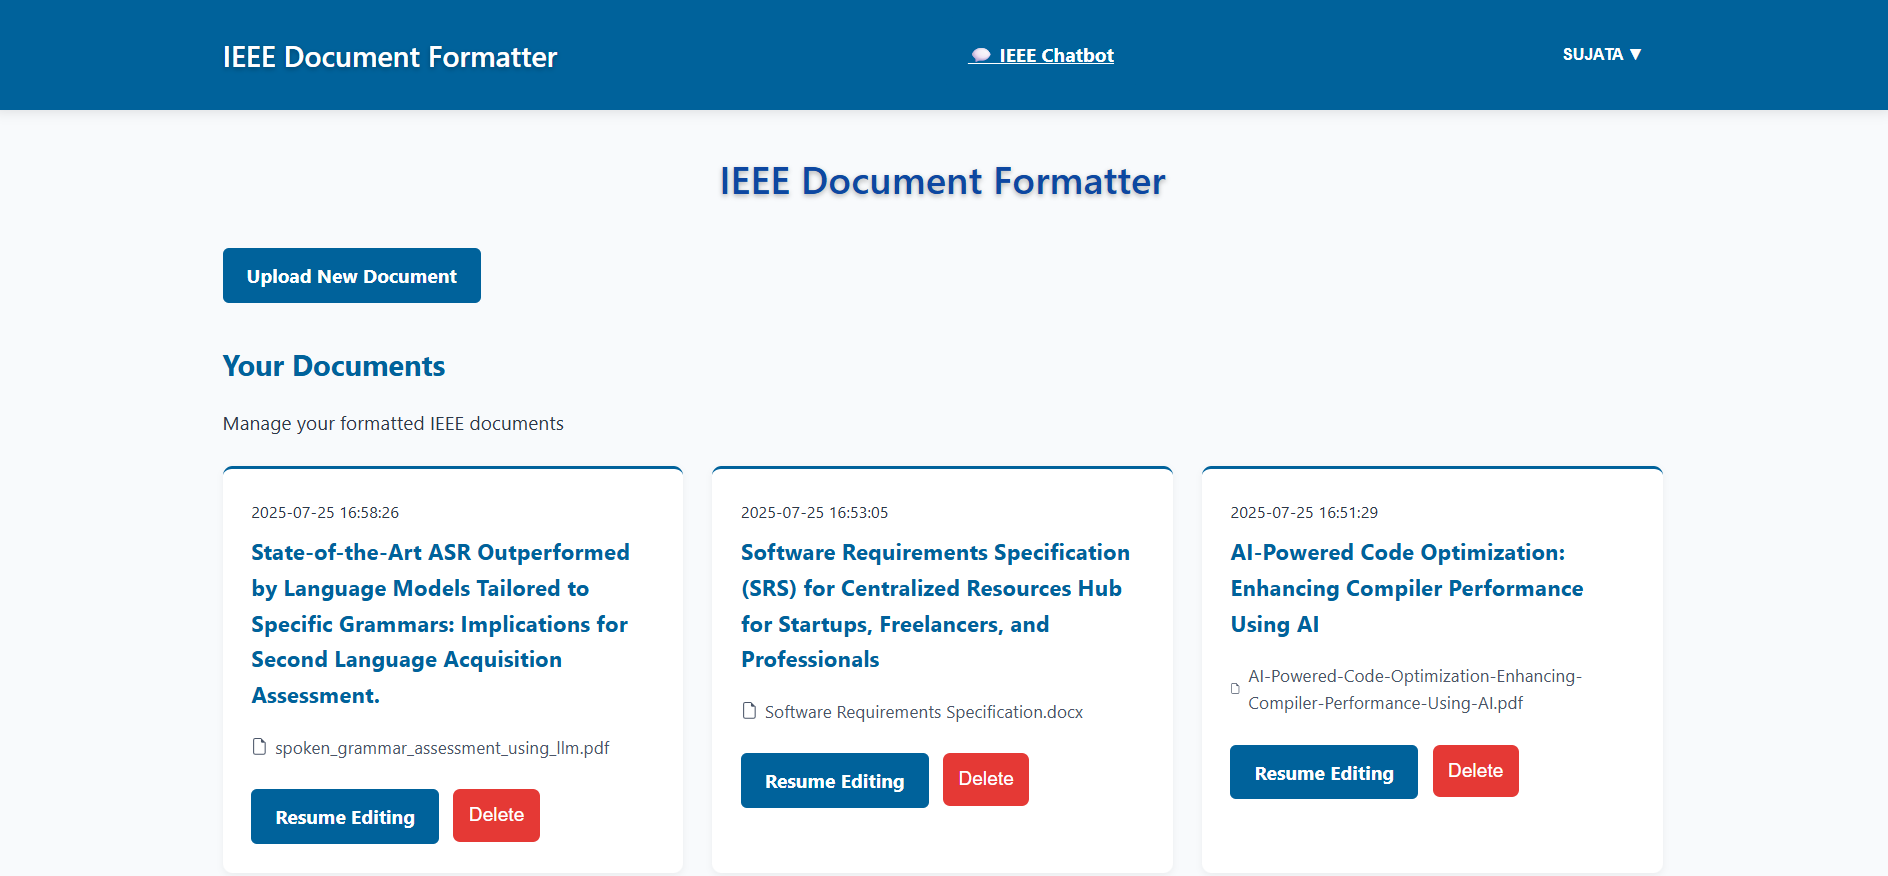 IEEE Document Formatter
IEEE Chatbot
SUJATA ▼
IEEE Document Formatter
Upload New Document
Your Documents
Manage your formatted IEEE documents
2025-07-25 16:58:26
State-of-the-Art ASR Outperformed
by Language Models Tailored to
Specific Grammars: Implications for
Second Language Acquisition
Assessment.
spoken_grammar_assessment_using_llm.pdf
Resume Editing
Delete
2025-07-25 16:53:05
Software Requirements Specification
(SRS) for Centralized Resources Hub
for Startups, Freelancers, and
Professionals
Software Requirements Specification.docx
Resume Editing
Delete
2025-07-25 16:51:29
AI-Powered Code Optimization:
Enhancing Compiler Performance
Using AI
AI-Powered-Code-Optimization-Enhancing-
Compiler-Performance-Using-AI.pdf
Resume Editing
Delete